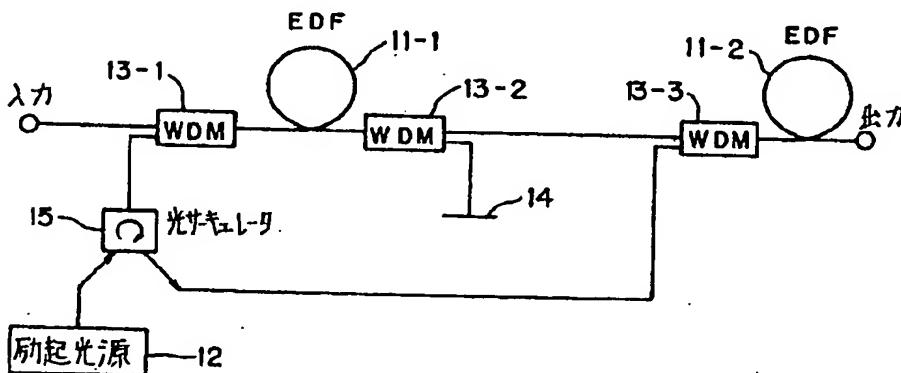 EDF
11-1
EDF
11-2
13-1
13-2
13-3
入力
WDM
WDM
WDM
出力
15
光サーキュレータ
14
励起光源
12